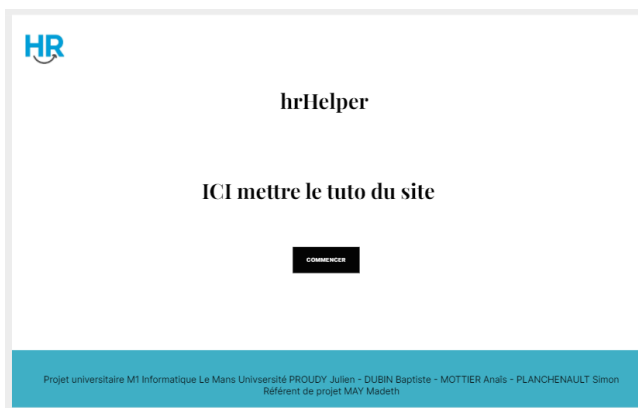 HR
hrHelper
ICI mettre le tuto du site
COMMENCER
Projet universitaire M1 Informatique Le Mans Univsersité PROUDY Julien - DUBIN Baptiste - MOTTIER Anaïs - PLANCHENAULT Simon
Référent de projet MAY Madeth